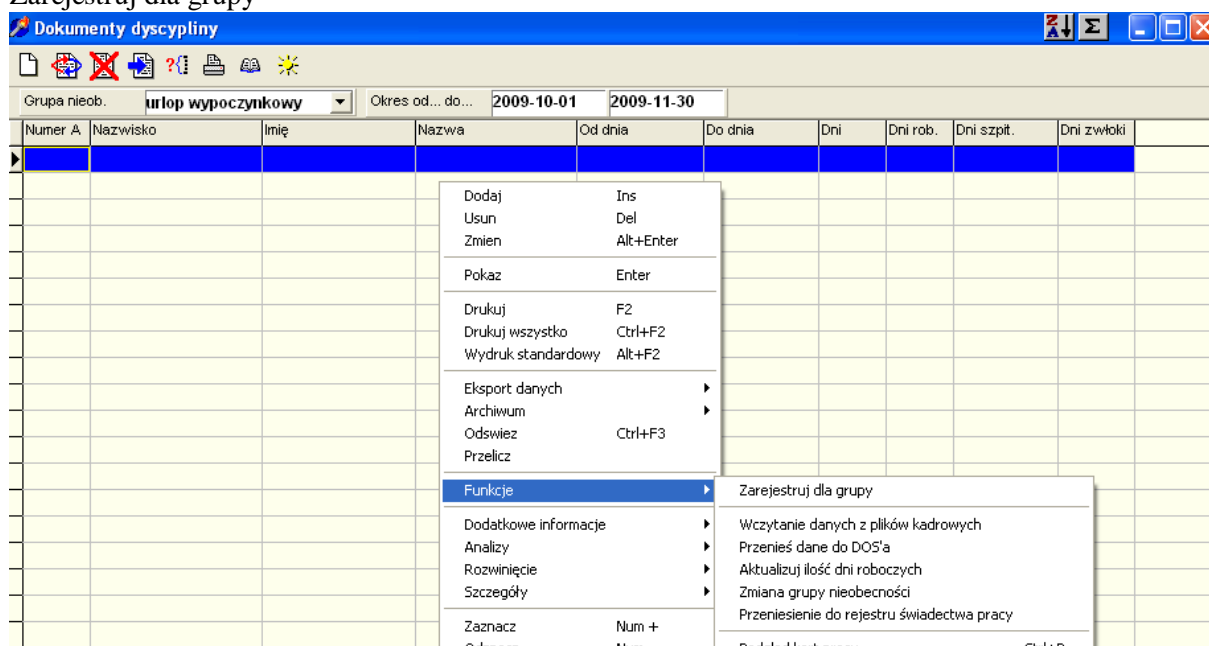 Zarejestruj dla grupy
Dokumenty dyscypliny
Grupa nieob. urlop wypoczynkowy Okres od... do... 2009-10-01 2009-11-30
Numer A Nazwisko Imię Nazwa Od dnia Do dnia Dni Dni rob. Dni szpit. Dni zwłoki
Dodaj Ins
Usun Del
Zmien Alt+Enter
Pokaz Enter
Drukuj F2
Drukuj wszystko Ctrl+F2
Wydruk standardowy Alt+F2
Eksport danych
Archiwum
Odswiez Ctrl+F3
Przelicz
Funkcje Zarejestruj dla grupy
Dodatkowe informacje Wczytanie danych z plików kadrowych
Analizy Przenieś dane do DOS'a
Rozwinięcie Aktualizuj ilość dni roboczych
Szczegóły Zmiana grupy nieobecności
Przeniesienie do rejestru świadectwa pracy
Zaznacz Num +